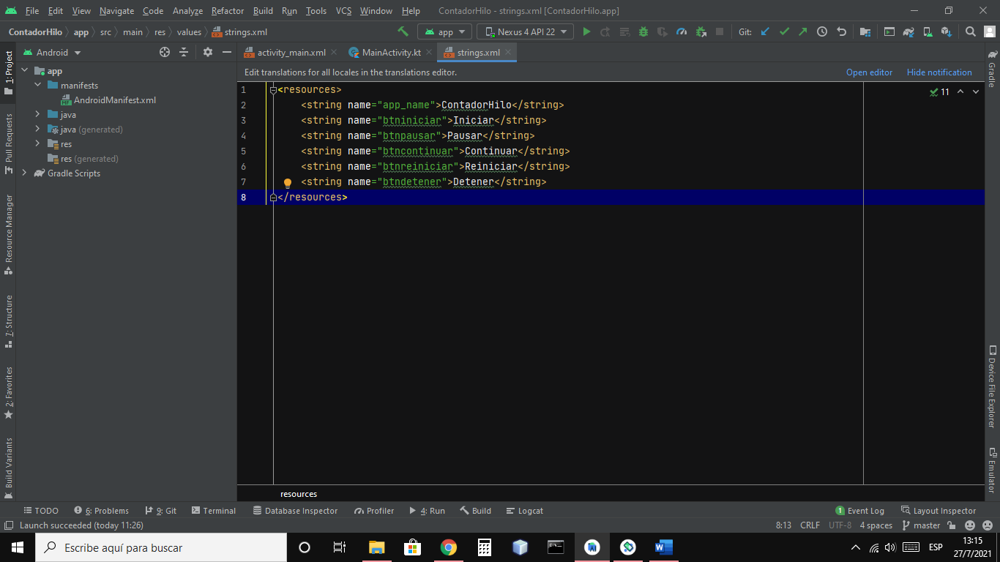 File Edit View Navigate Code Analyze Refactor Build Run Tools VCS Window Help ContadorHilo - strings.xml [ContadorHilo.app]
ContadorHilo app src main res values strings.xml app Nexus 4 API 22 Git:
Android activity_main.xml MainActivity.kt strings.xml
1: Project
Pull Requests
Resource Manager
7: Structure
2: Favorites
Build Variants
app
manifests
AndroidManifest.xml
java
java (generated)
res
res (generated)
Gradle Scripts
Edit translations for all locales in the translations editor. Open editor Hide notification
11
1 <resources>
2 <string name="app_name">ContadorHilo</string>
3 <string name="btniniciar">Iniciar</string>
4 <string name="btnpausar">Pausar</string>
5 <string name="btncontinuar">Continuar</string>
6 <string name="btnreiniciar">Reiniciar</string>
7 <string name="btndetener">Detener</string>
8 </resources>
resources
Gradle
Device File Explorer
Emulator
TODO 6: Problems 9: Git Terminal Database Inspector Profiler 4: Run Build Logcat 1 Event Log Layout Inspector
Launch succeeded (today 11:26) 8:13 CRLF UTF-8 4 spaces master
Escribe aquí para buscar
ESP
13:15
27/7/2021